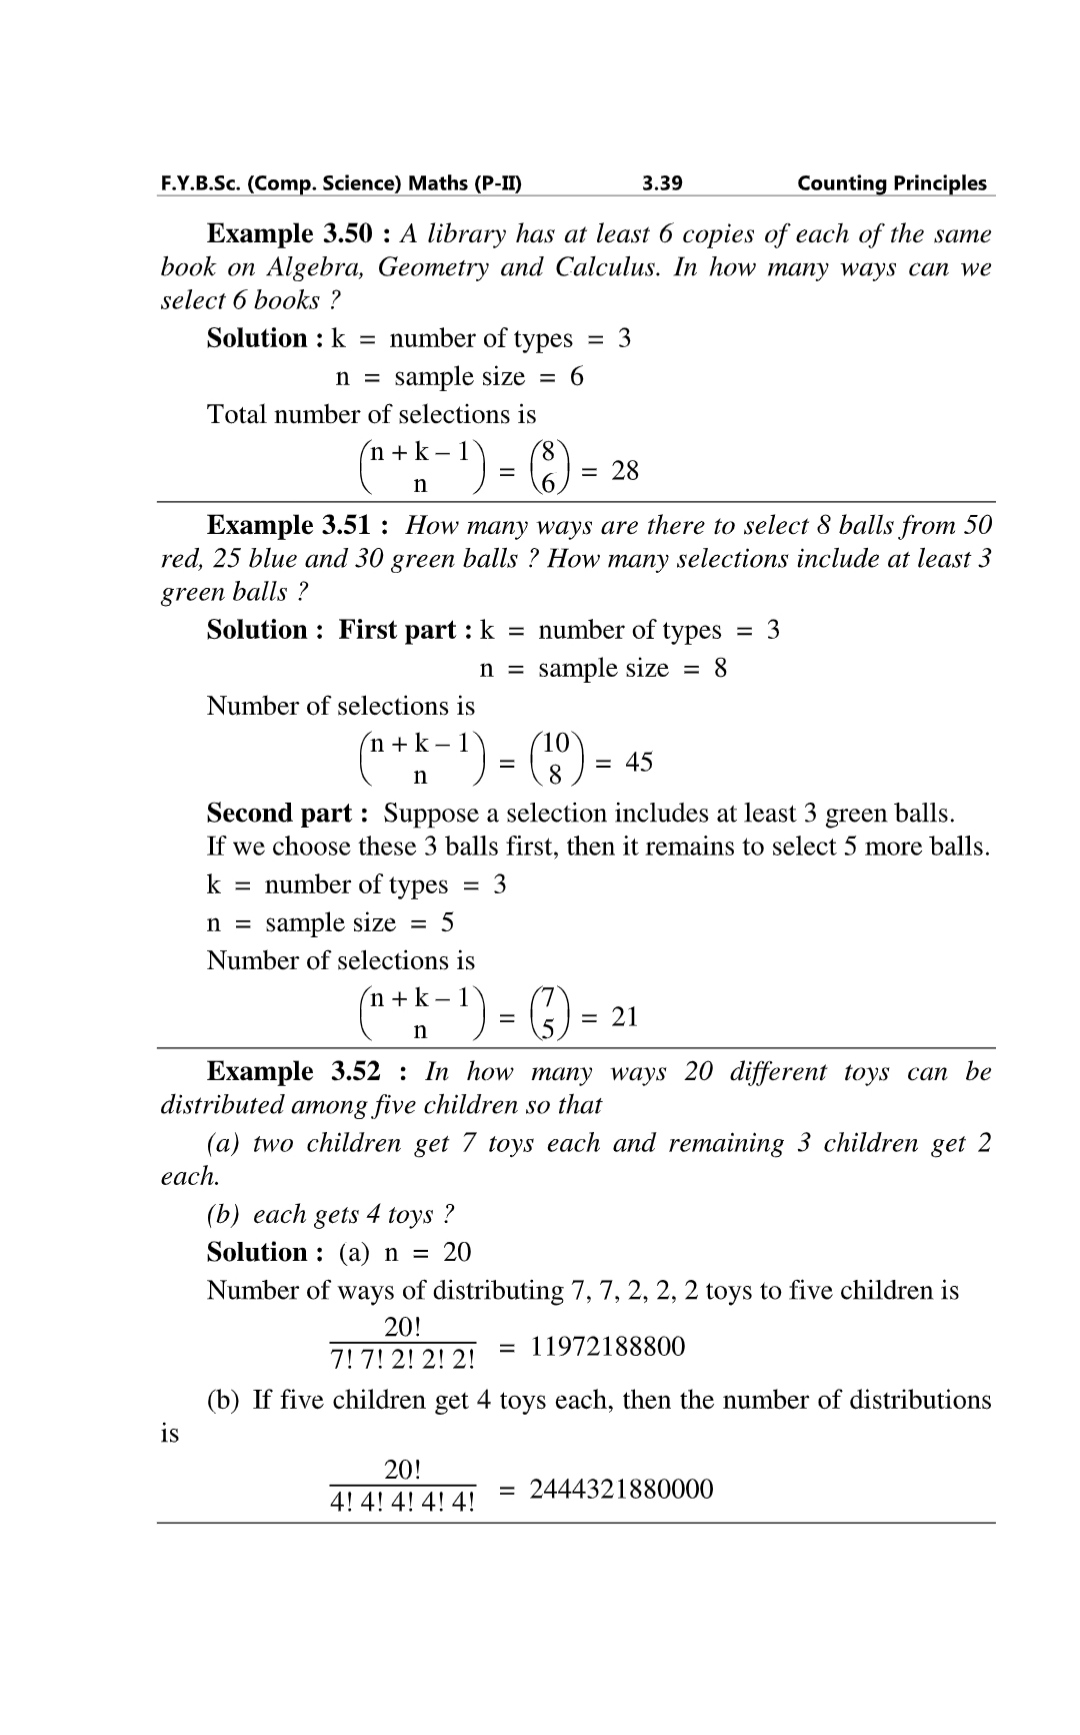 F.Y.B.Sc. (Comp. Science) Maths (P-II) 3.39 Counting Principles
Example 3.50 : A library has at least 6 copies of each of the same
book on Algebra, Geometry and Calculus. In how many ways can we
select 6 books ?
Solution : k = number of types = 3
n = sample size = 6
Total number of selections is
(n + k – 1
n) = (8
6) = 28
Example 3.51 : How many ways are there to select 8 balls from 50
red, 25 blue and 30 green balls ? How many selections include at least 3
green balls ?
Solution : First part : k = number of types = 3
n = sample size = 8
Number of selections is
(n + k – 1
n) = (10
8) = 45
Second part : Suppose a selection includes at least 3 green balls.
If we choose these 3 balls first, then it remains to select 5 more balls.
k = number of types = 3
n = sample size = 5
Number of selections is
(n + k – 1
n) = (7
5) = 21
Example 3.52 : In how many ways 20 different toys can be
distributed among five children so that
(a) two children get 7 toys each and remaining 3 children get 2
each.
(b) each gets 4 toys ?
Solution : (a) n = 20
Number of ways of distributing 7, 7, 2, 2, 2 toys to five children is
20!
7! 7! 2! 2! 2! = 11972188800
(b) If five children get 4 toys each, then the number of distributions
is
20!
4! 4! 4! 4! 4! = 2444321880000